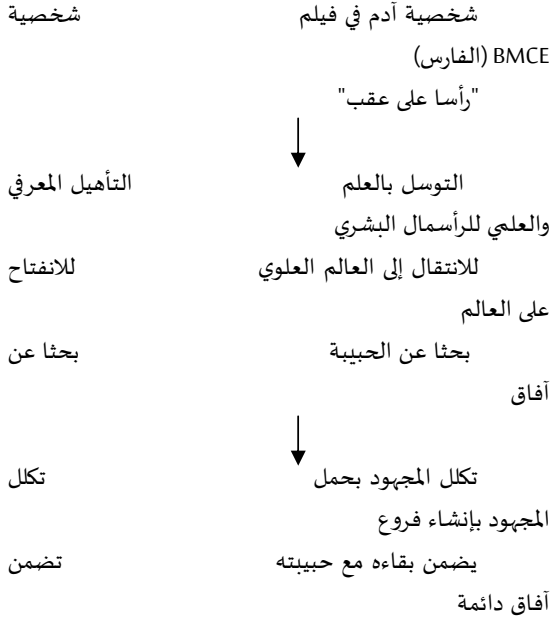 شخصية آدم في فيلم شخصية
BMCE (الفارس)
"رأسا على عقب"
التوسل بالعلم التأهيل المعرفي
والعلمي للرأسمال البشري
للانتقال إلى العالم العلوي للانفتاح
على العالم
بحثا عن الحبيبة بحثا عن
آفاق
تكلل المجهود بحمل تكلل
المجهود بإنشاء فروع
يضمن بقاءه مع حبيبته تضمن
آفاق دائمة